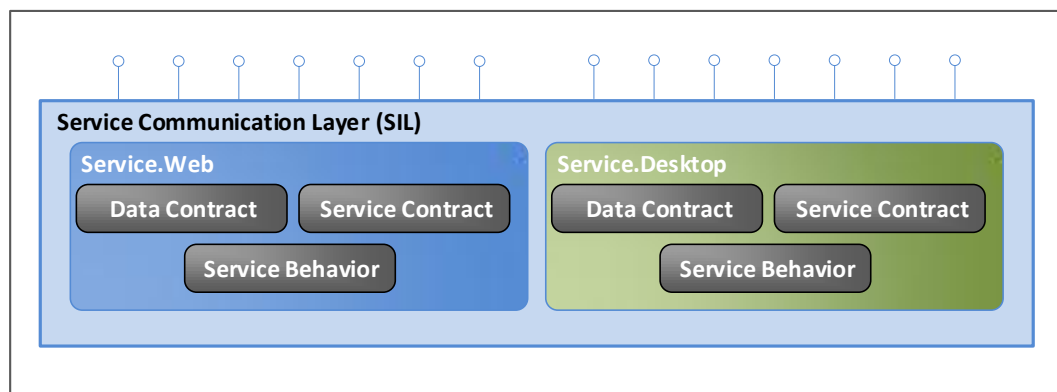 Service Communication Layer (SIL)
Service.Web
Data Contract
Service Contract
Service Behavior
Service.Desktop
Data Contract
Service Contract
Service Behavior